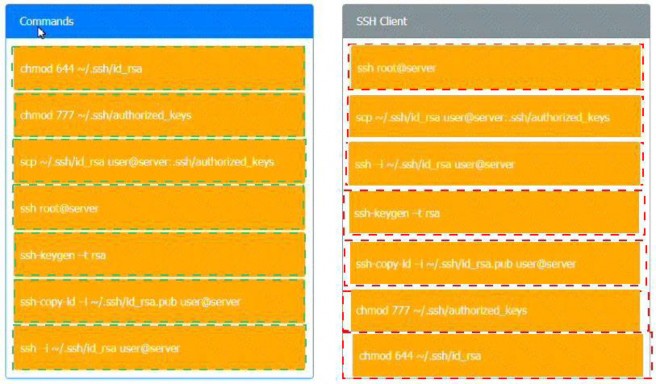 Commands
chmod 644 ~/.ssh/id_rsa
chmod 777 ~/.ssh/authorized_keys
scp ~/.ssh/id_rsa user@server:.ssh/authorized_keys
ssh root@server
ssh-keygen -t rsa
ssh-copy-id -i ~/.ssh/id_rsa.pub user@server
ssh -i ~/.ssh/id_rsa user@server
SSH Client
ssh root@server
scp ~/.ssh/id_rsa user@server:.ssh/authorized_keys
ssh -i ~/.ssh/id_rsa user@server
ssh-keygen -t rsa
ssh-copy-id -i ~/.ssh/id_rsa.pub user@server
chmod 777 ~/.ssh/authorized_keys
chmod 644 ~/.ssh/id_rsa